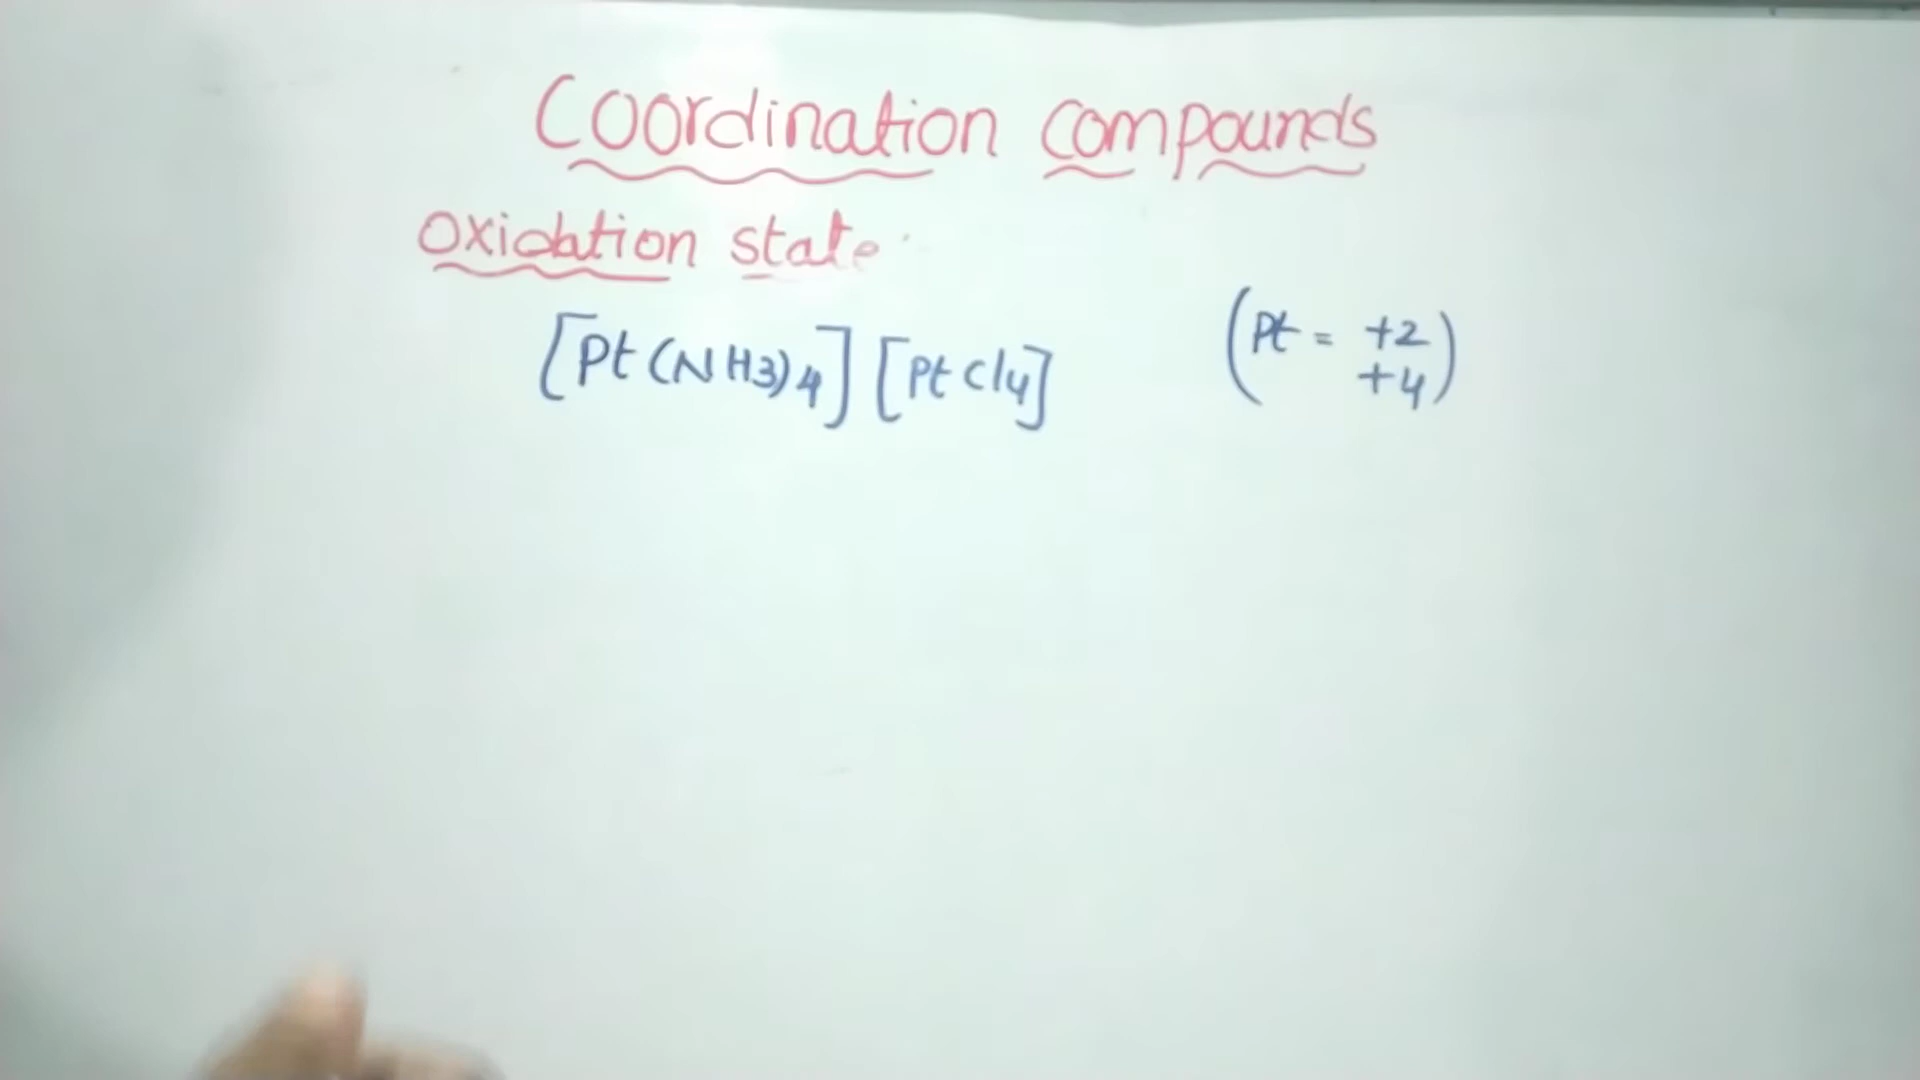 Coordination compounds
Oxidation state
[Pt(NH3)4][PtCl4] (Pt = +2
+4)